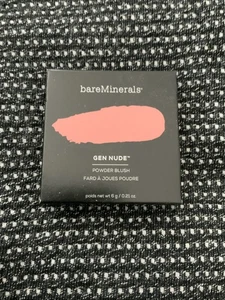 bareMinerals®
GEN NUDE™
POWDER BLUSH
FARD À JOUES POUDRE
poids net wt 6 g / 0.21 oz.